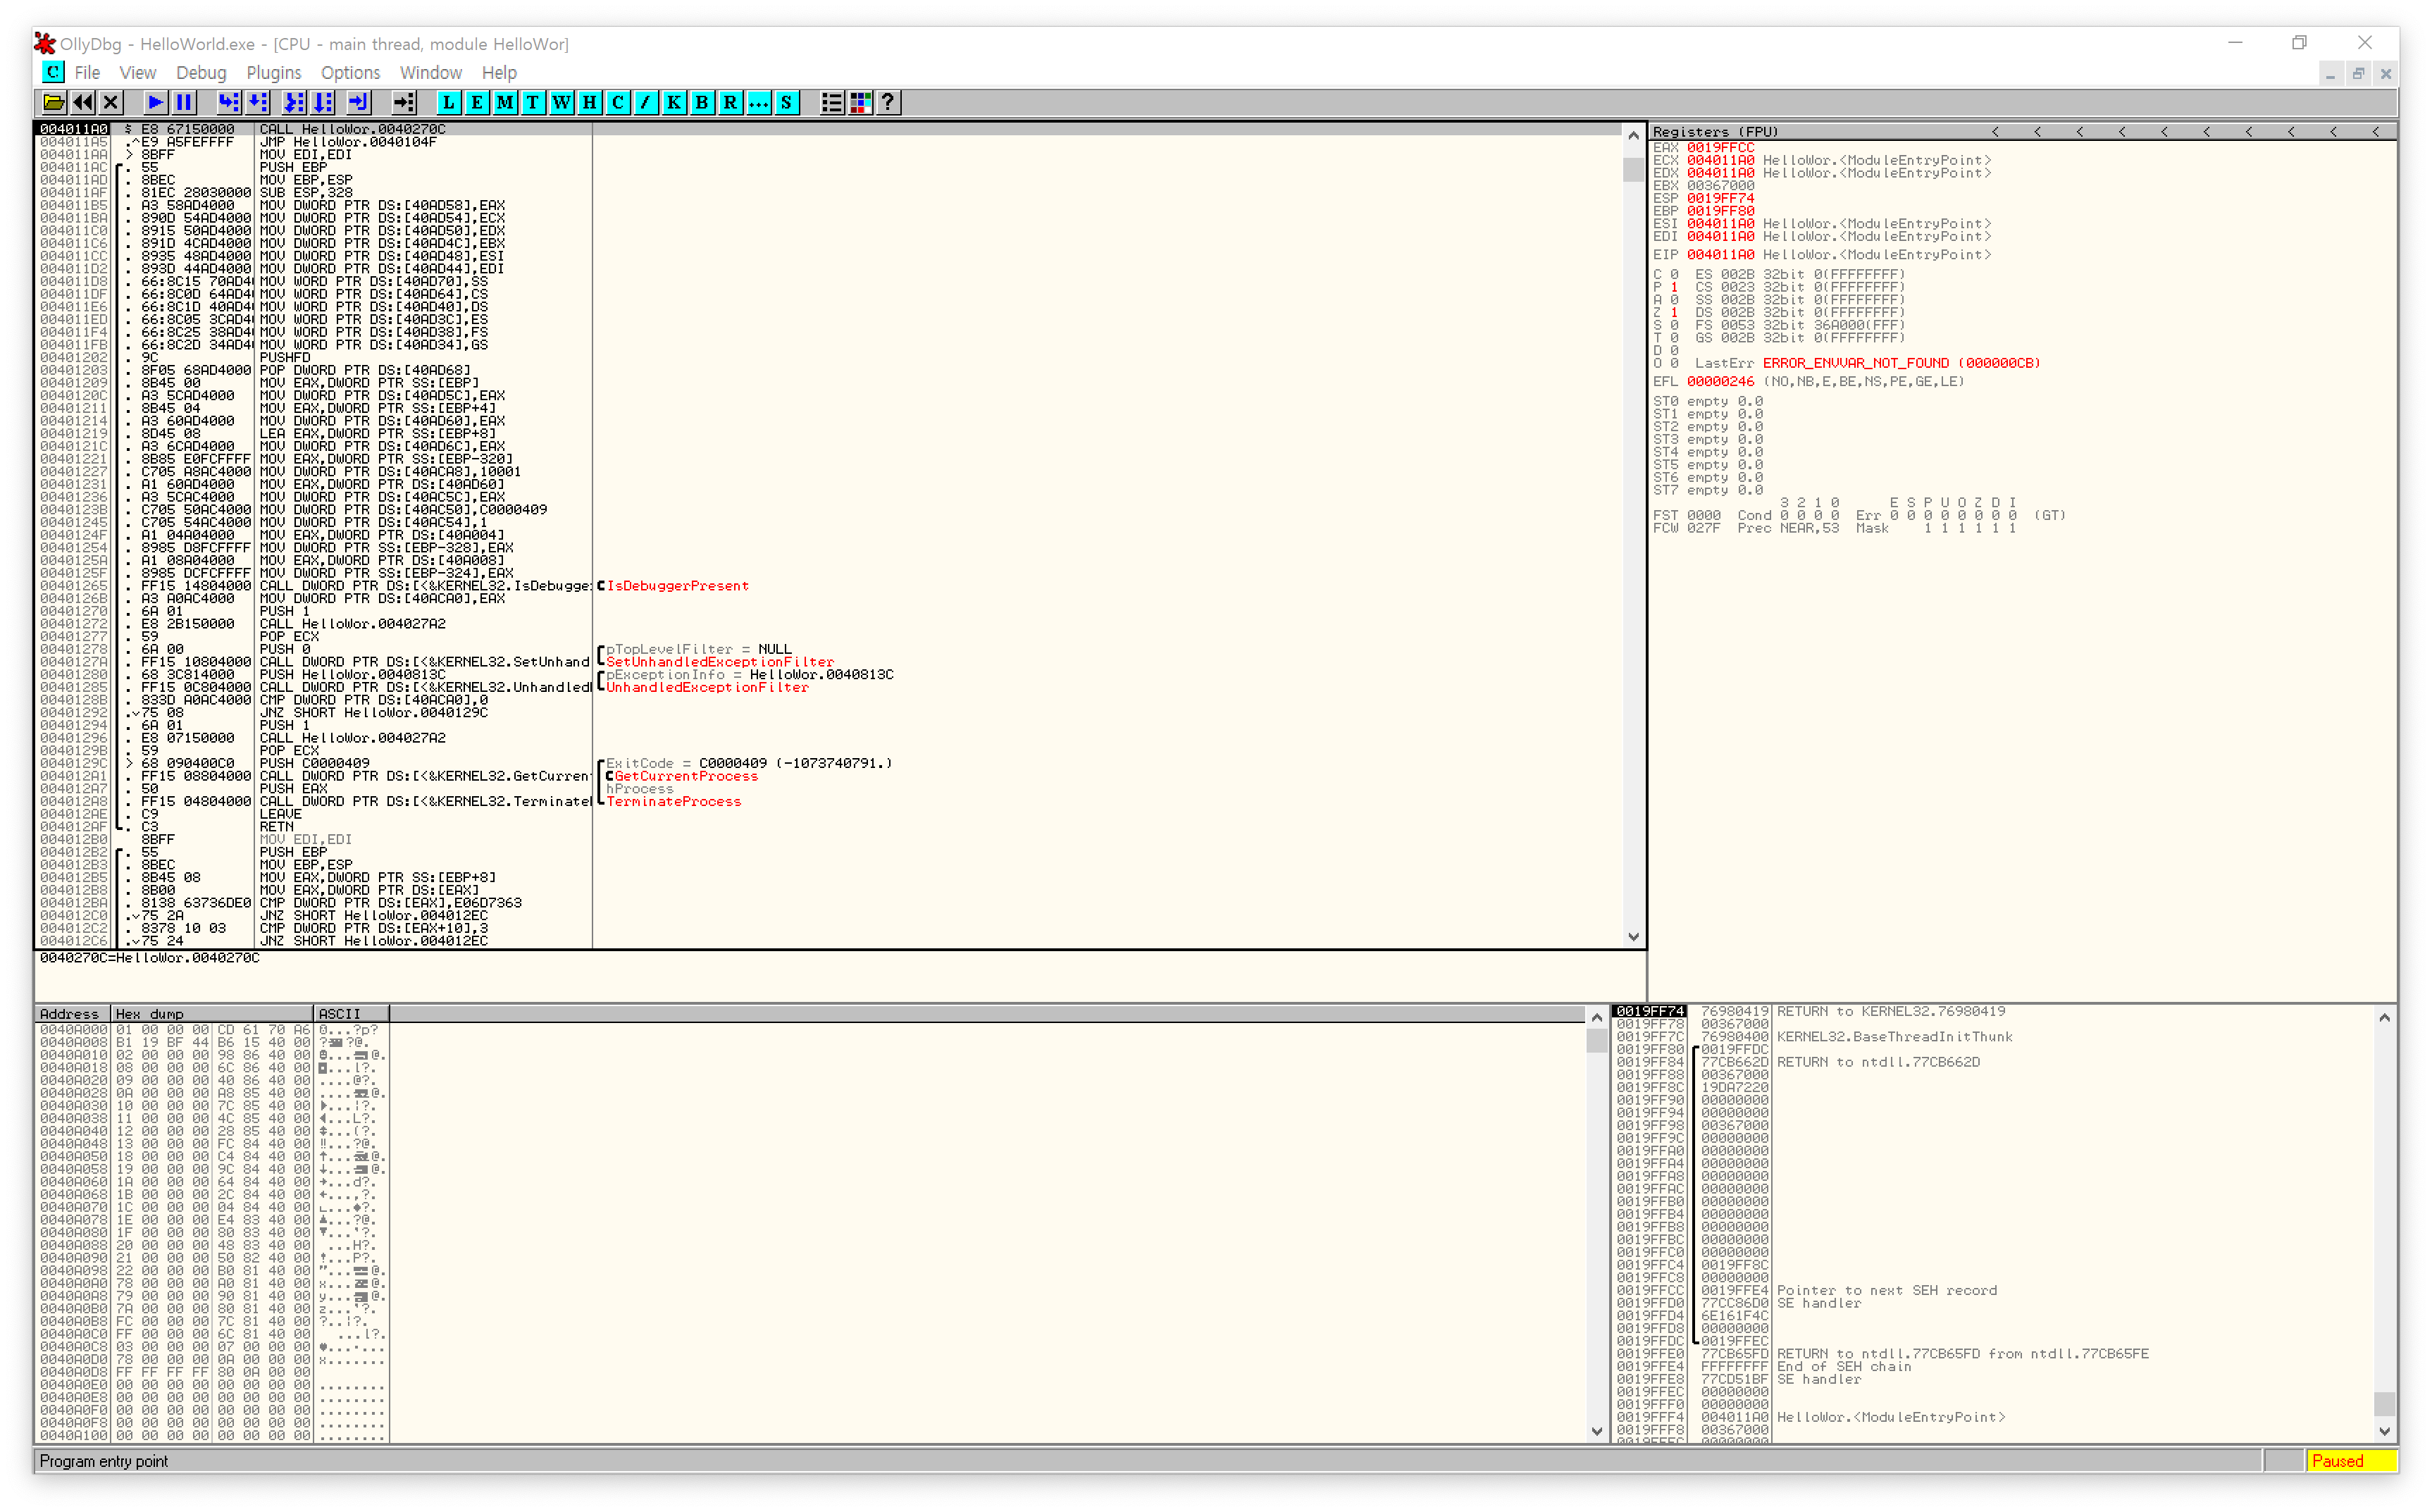 OllyDbg - HelloWorld.exe - [CPU - main thread, module HelloWor]
C File View Debug Plugins Options Window Help
L E M T W H C / K B R ... S ?
004011A0 $ E8 67150000 CALL HelloWor.0040270C
004011A5 .^E9 A5FEFFFF JMP HelloWor.0040104F
004011AA > 8BFF MOV EDI,EDI
004011AC . 55 PUSH EBP
004011AD . 8BEC MOV EBP,ESP
004011AF . 81EC 28030000 SUB ESP,328
004011B5 . A3 58AD4000 MOV DWORD PTR DS:[40AD58],EAX
004011BA . 890D 54AD4000 MOV DWORD PTR DS:[40AD54],ECX
004011C0 . 8915 50AD4000 MOV DWORD PTR DS:[40AD50],EDX
004011C6 . 891D 4CAD4000 MOV DWORD PTR DS:[40AD4C],EBX
004011CC . 8935 48AD4000 MOV DWORD PTR DS:[40AD48],ESI
004011D2 . 893D 44AD4000 MOV DWORD PTR DS:[40AD44],EDI
004011D8 . 66:8C15 70AD4 MOV WORD PTR DS:[40AD70],SS
004011DF . 66:8C0D 64AD4 MOV WORD PTR DS:[40AD64],CS
004011E6 . 66:8C1D 40AD4 MOV WORD PTR DS:[40AD40],DS
004011ED . 66:8C05 3CAD4 MOV WORD PTR DS:[40AD3C],ES
004011F4 . 66:8C25 38AD4 MOV WORD PTR DS:[40AD38],FS
004011FB . 66:8C2D 34AD4 MOV WORD PTR DS:[40AD34],GS
00401202 . 9C PUSHFD
00401203 . 8F05 68AD4000 POP DWORD PTR DS:[40AD68]
00401209 . 8B45 00 MOV EAX,DWORD PTR SS:[EBP]
0040120C . A3 5CAD4000 MOV DWORD PTR DS:[40AD5C],EAX
00401211 . 8B45 04 MOV EAX,DWORD PTR SS:[EBP+4]
00401214 . A3 60AD4000 MOV DWORD PTR DS:[40AD60],EAX
00401219 . 8D45 08 LEA EAX,DWORD PTR SS:[EBP+8]
0040121C . A3 6CAD4000 MOV DWORD PTR DS:[40AD6C],EAX
00401221 . 8B85 E0FCFFFF MOV EAX,DWORD PTR SS:[EBP-320]
00401227 . C705 A8AC4000 MOV DWORD PTR DS:[40ACA8],10001
00401231 . A1 60AD4000 MOV EAX,DWORD PTR DS:[40AD60]
00401236 . A3 5CAC4000 MOV DWORD PTR DS:[40AC5C],EAX
0040123B . C705 50AC4000 MOV DWORD PTR DS:[40AC50],C0000409
00401245 . C705 54AC4000 MOV DWORD PTR DS:[40AC54],1
0040124F . A1 04A04000 MOV EAX,DWORD PTR DS:[40A004]
00401254 . 8985 D8FCFFFF MOV DWORD PTR SS:[EBP-328],EAX
0040125A . A1 08A04000 MOV EAX,DWORD PTR DS:[40A008]
0040125F . 8985 DCFCFFFF MOV DWORD PTR SS:[EBP-324],EAX
00401265 . FF15 14804000 CALL DWORD PTR DS:[<&KERNEL32.IsDebugge IsDebuggerPresent
0040126B . A3 A0AC4000 MOV DWORD PTR DS:[40ACA0],EAX
00401270 . 6A 01 PUSH 1
00401272 . E8 2B150000 CALL HelloWor.004027A2
00401277 . 59 POP ECX
00401278 . 6A 00 PUSH 0 pTopLevelFilter = NULL
0040127A . FF15 10804000 CALL DWORD PTR DS:[<&KERNEL32.SetUnhand SetUnhandledExceptionFilter
00401280 . 68 3C814000 PUSH HelloWor.0040813C pExceptionInfo = HelloWor.0040813C
00401285 . FF15 0C804000 CALL DWORD PTR DS:[<&KERNEL32.Unhandled UnhandledExceptionFilter
0040128B . 833D A0AC4000 CMP DWORD PTR DS:[40ACA0],0
00401292 .v75 08 JNZ SHORT HelloWor.0040129C
00401294 . 6A 01 PUSH 1
00401296 . E8 07150000 CALL HelloWor.004027A2
0040129B . 59 POP ECX
0040129C > 68 090400C0 PUSH C0000409 ExitCode = C0000409 (-1073740791.)
004012A1 . FF15 08804000 CALL DWORD PTR DS:[<&KERNEL32.GetCurren GetCurrentProcess
004012A7 . 50 PUSH EAX hProcess
004012A8 . FF15 04804000 CALL DWORD PTR DS:[<&KERNEL32.Terminate TerminateProcess
004012AE . C9 LEAVE
004012AF . C3 RETN
004012B0 8BFF MOV EDI,EDI
004012B2 . 55 PUSH EBP
004012B3 . 8BEC MOV EBP,ESP
004012B5 . 8B45 08 MOV EAX,DWORD PTR SS:[EBP+8]
004012B8 . 8B00 MOV EAX,DWORD PTR DS:[EAX]
004012BA . 8138 63736DE0 CMP DWORD PTR DS:[EAX],E06D7363
004012C0 .v75 2A JNZ SHORT HelloWor.004012EC
004012C2 . 8378 10 03 CMP DWORD PTR DS:[EAX+10],3
004012C6 .v75 24 JNZ SHORT HelloWor.004012EC
0040270C=HelloWor.0040270C
Registers (FPU) < < < < < < < < < <
EAX 0019FFCC
ECX 004011A0 HelloWor.<ModuleEntryPoint>
EDX 004011A0 HelloWor.<ModuleEntryPoint>
EBX 00367000
ESP 0019FF74
EBP 0019FF80
ESI 004011A0 HelloWor.<ModuleEntryPoint>
EDI 004011A0 HelloWor.<ModuleEntryPoint>
EIP 004011A0 HelloWor.<ModuleEntryPoint>
C 0 ES 002B 32bit 0(FFFFFFFF)
P 1 CS 0023 32bit 0(FFFFFFFF)
A 0 SS 002B 32bit 0(FFFFFFFF)
Z 1 DS 002B 32bit 0(FFFFFFFF)
S 0 FS 0053 32bit 36A000(FFF)
T 0 GS 002B 32bit 0(FFFFFFFF)
D 0
O 0 LastErr ERROR_ENVVAR_NOT_FOUND (000000CB)
EFL 00000246 (NO,NB,E,BE,NS,PE,GE,LE)
ST0 empty 0.0
ST1 empty 0.0
ST2 empty 0.0
ST3 empty 0.0
ST4 empty 0.0
ST5 empty 0.0
ST6 empty 0.0
ST7 empty 0.0
3 2 1 0 E S P U O Z D I
FST 0000 Cond 0 0 0 0 Err 0 0 0 0 0 0 0 0 (GT)
FCW 027F Prec NEAR,53 Mask 1 1 1 1 1 1
Address Hex dump ASCII
0040A000 01 00 00 00 CD 61 70 A6
0040A008 B1 19 BF 44 B6 15 40 00
0040A010 02 00 00 00 98 86 40 00
0040A018 08 00 00 00 6C 86 40 00
0040A020 09 00 00 00 40 86 40 00 ....@?.
0040A028 0A 00 00 00 A8 85 40 00
0040A030 10 00 00 00 7C 85 40 00
0040A038 11 00 00 00 4C 85 40 00
0040A040 12 00 00 00 28 85 40 00
0040A048 13 00 00 00 FC 84 40 00 ‼...?@.
0040A050 18 00 00 00 C4 84 40 00
0040A058 19 00 00 00 9C 84 40 00
0040A060 1A 00 00 00 64 84 40 00 →...d?.
0040A068 1B 00 00 00 2C 84 40 00 ←...,?.
0040A070 1C 00 00 00 04 84 40 00
0040A078 1E 00 00 00 E4 83 40 00 ▲...?@.
0040A080 1F 00 00 00 80 83 40 00
0040A088 20 00 00 00 48 83 40 00 ...H?.
0040A090 21 00 00 00 50 82 40 00 !...P?.
0040A098 22 00 00 00 B0 81 40 00
0040A0A0 78 00 00 00 A0 81 40 00
0040A0A8 79 00 00 00 90 81 40 00
0040A0B0 7A 00 00 00 80 81 40 00
0040A0B8 FC 00 00 00 7C 81 40 00
0040A0C0 FF 00 00 00 6C 81 40 00 ...l?.
0040A0C8 03 00 00 00 07 00 00 00
0040A0D0 78 00 00 00 0A 00 00 00 x.......
0040A0D8 FF FF FF FF 80 0A 00 00
0040A0E0 00 00 00 00 00 00 00 00 ........
0040A0E8 00 00 00 00 00 00 00 00 ........
0040A0F0 00 00 00 00 00 00 00 00 ........
0040A0F8 00 00 00 00 00 00 00 00 ........
0040A100 00 00 00 00 00 00 00 00 ........
0019FF74 76980419 RETURN to KERNEL32.76980419
0019FF78 00367000
0019FF7C 76980400 KERNEL32.BaseThreadInitThunk
0019FF80 0019FFDC
0019FF84 77CB662D RETURN to ntdll.77CB662D
0019FF88 00367000
0019FF8C 19DA7220
0019FF90 00000000
0019FF94 00000000
0019FF98 00367000
0019FF9C 00000000
0019FFA0 00000000
0019FFA4 00000000
0019FFA8 00000000
0019FFAC 00000000
0019FFB0 00000000
0019FFB4 00000000
0019FFB8 00000000
0019FFBC 00000000
0019FFC0 00000000
0019FFC4 0019FF8C
0019FFC8 00000000
0019FFCC 0019FFE4 Pointer to next SEH record
0019FFD0 77CC86D0 SE handler
0019FFD4 6E161F4C
0019FFD8 00000000
0019FFDC 0019FFEC
0019FFE0 77CB65FD RETURN to ntdll.77CB65FD from ntdll.77CB65FE
0019FFE4 FFFFFFFF End of SEH chain
0019FFE8 77CD51BF SE handler
0019FFEC 00000000
0019FFF0 00000000
0019FFF4 004011A0 HelloWor.<ModuleEntryPoint>
0019FFF8 00367000
Program entry point
Paused